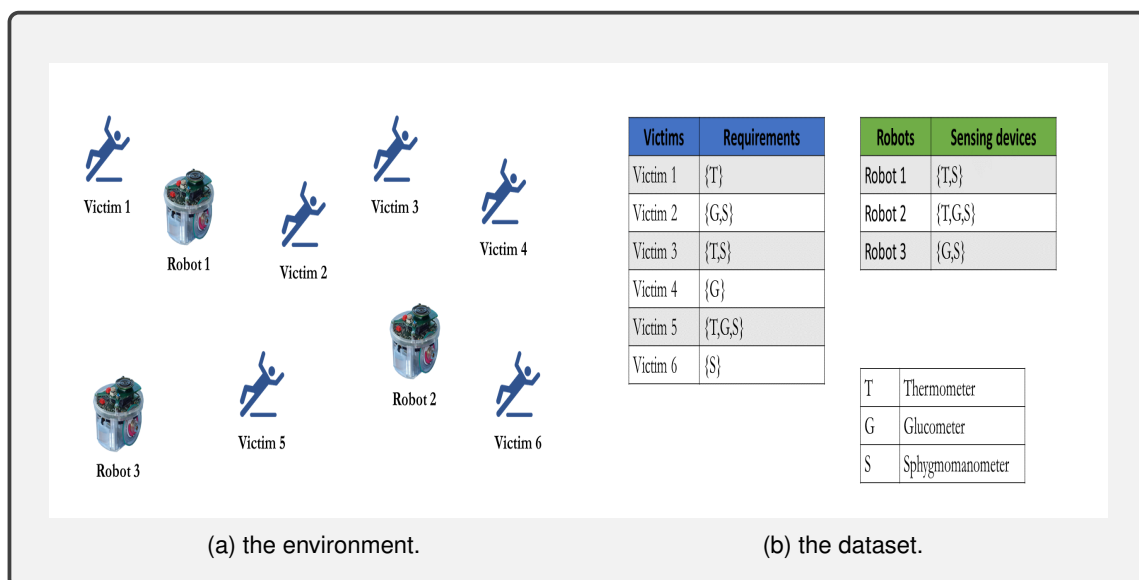 Victim 1
Robot 1
Victim 2
Victim 3
Victim 4
Robot 2
Victim 5
Victim 6
Robot 3
(a) the environment.
Victims Requirements
Victim 1 {T}
Victim 2 {G,S}
Victim 3 {T,S}
Victim 4 {G}
Victim 5 {T,G,S}
Victim 6 {S}
Robots Sensing devices
Robot 1 {T,S}
Robot 2 {T,G,S}
Robot 3 {G,S}
T Thermometer
G Glucometer
S Sphygmomanometer
(b) the dataset.